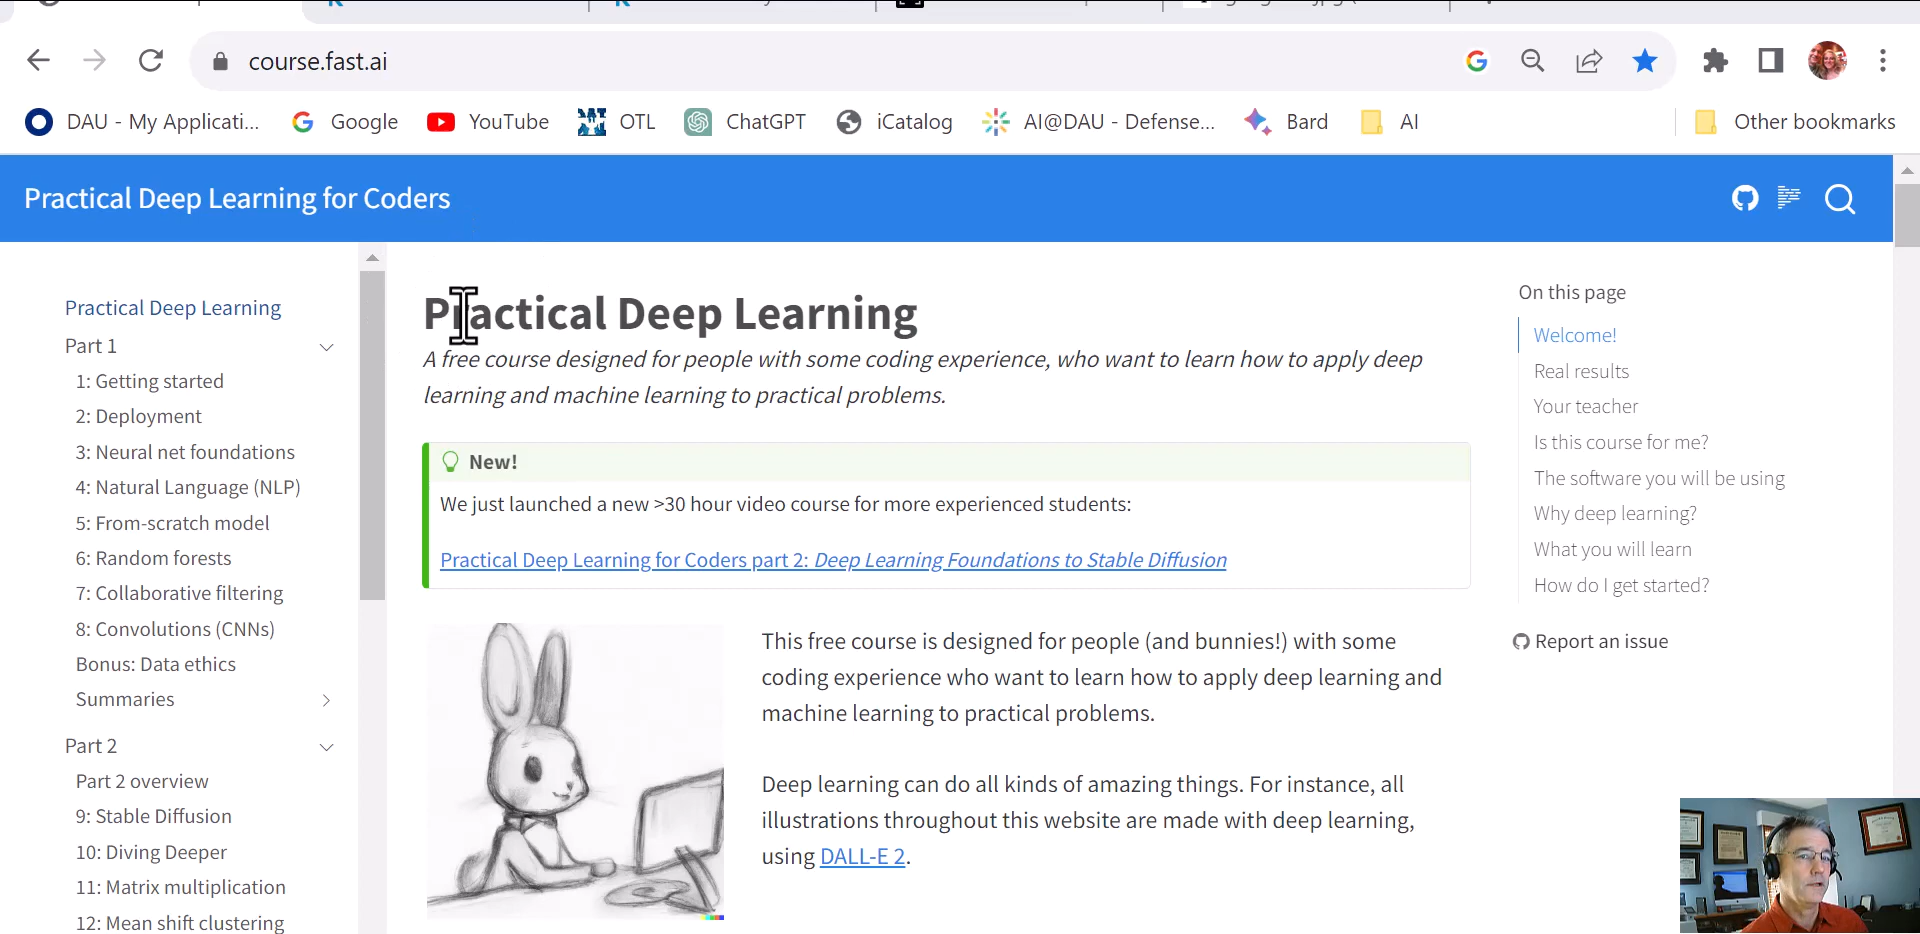 course.fast.ai
DAU - My Applicati... Google YouTube OTL ChatGPT iCatalog AI@DAU - Defense... Bard AI Other bookmarks
Practical Deep Learning for Coders
Practical Deep Learning
Part 1
1: Getting started
2: Deployment
3: Neural net foundations
4: Natural Language (NLP)
5: From-scratch model
6: Random forests
7: Collaborative filtering
8: Convolutions (CNNs)
Bonus: Data ethics
Summaries
Part 2
Part 2 overview
9: Stable Diffusion
10: Diving Deeper
11: Matrix multiplication
12: Mean shift clustering
Practical Deep Learning
A free course designed for people with some coding experience, who want to learn how to apply deep
learning and machine learning to practical problems.
New!
We just launched a new >30 hour video course for more experienced students:
Practical Deep Learning for Coders part 2: Deep Learning Foundations to Stable Diffusion
This free course is designed for people (and bunnies!) with some
coding experience who want to learn how to apply deep learning and
machine learning to practical problems.
Deep learning can do all kinds of amazing things. For instance, all
illustrations throughout this website are made with deep learning,
using DALL-E 2.
On this page
Welcome!
Real results
Your teacher
Is this course for me?
The software you will be using
Why deep learning?
What you will learn
How do I get started?
Report an issue